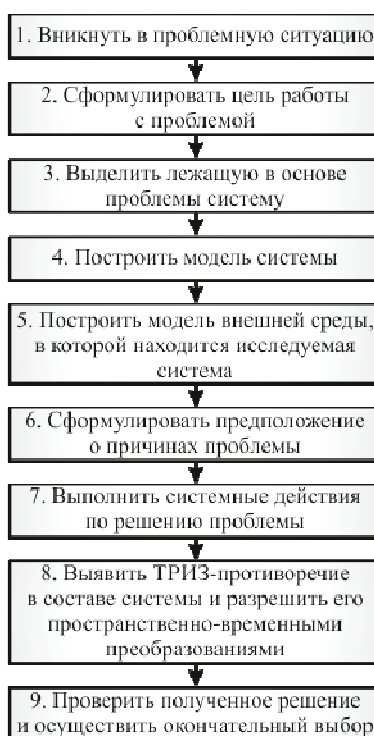 1. Вникнуть в проблемную ситуацию
2. Сформулировать цель работы
с проблемой
3. Выделить лежащую в основе
проблемы систему
4. Построить модель системы
5. Построить модель внешней среды,
в которой находится исследуемая
система
6. Сформулировать предположение
о причинах проблемы
7. Выполнить системные действия
по решению проблемы
8. Выявить ТРИЗ-противоречие
в составе системы и разрешить его
пространственно-временными
преобразованиями
9. Проверить полученное решение
и осуществить окончательный выбор